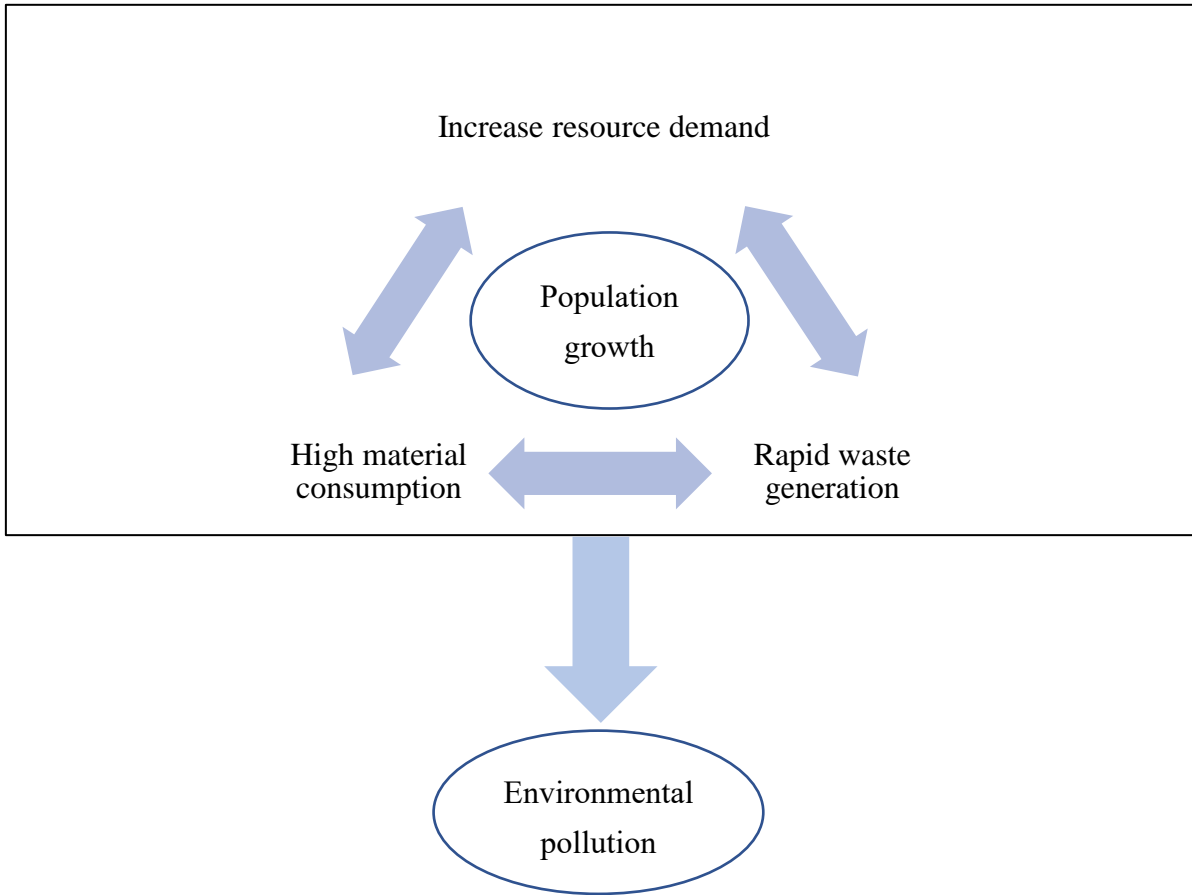 Increase resource demand
Population
growth
High material
consumption
Rapid waste
generation
Environmental
pollution